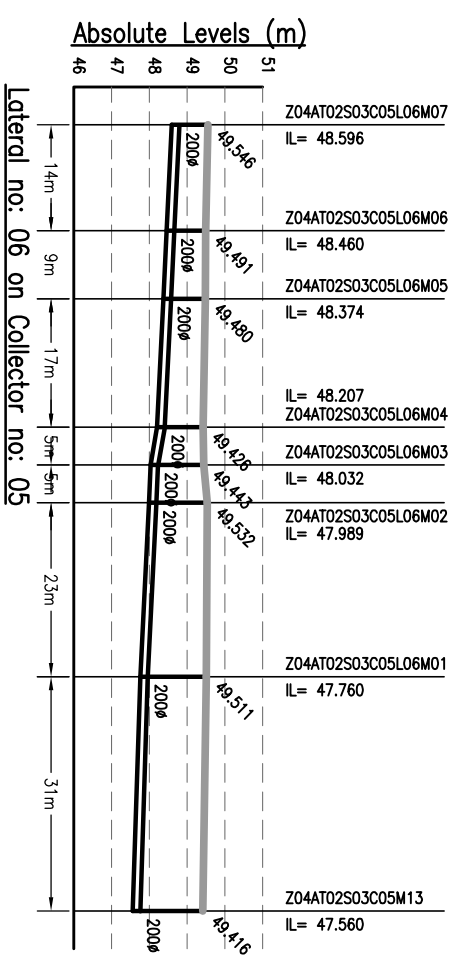 Absolute Levels (m)
46
47
48
49
50
51
Z04AT02S03C05L06M07
IL= 48.596
Z04AT02S03C05L06M06
IL= 48.460
Z04AT02S03C05L06M05
IL= 48.374
IL= 48.207
Z04AT02S03C05L06M04
Z04AT02S03C05L06M03
IL= 48.032
Z04AT02S03C05L06M02
IL= 47.989
Z04AT02S03C05L06M01
IL= 47.760
Z04AT02S03C05M13
IL= 47.560
49.546
49.491
49.480
49.426
49.443
49.532
49.511
49.416
200ø
200ø
200ø
200ø
200ø
200ø
200ø
200ø
14m
9m
17m
5m
5m
23m
31m
Lateral no: 06 on Collector no: 05